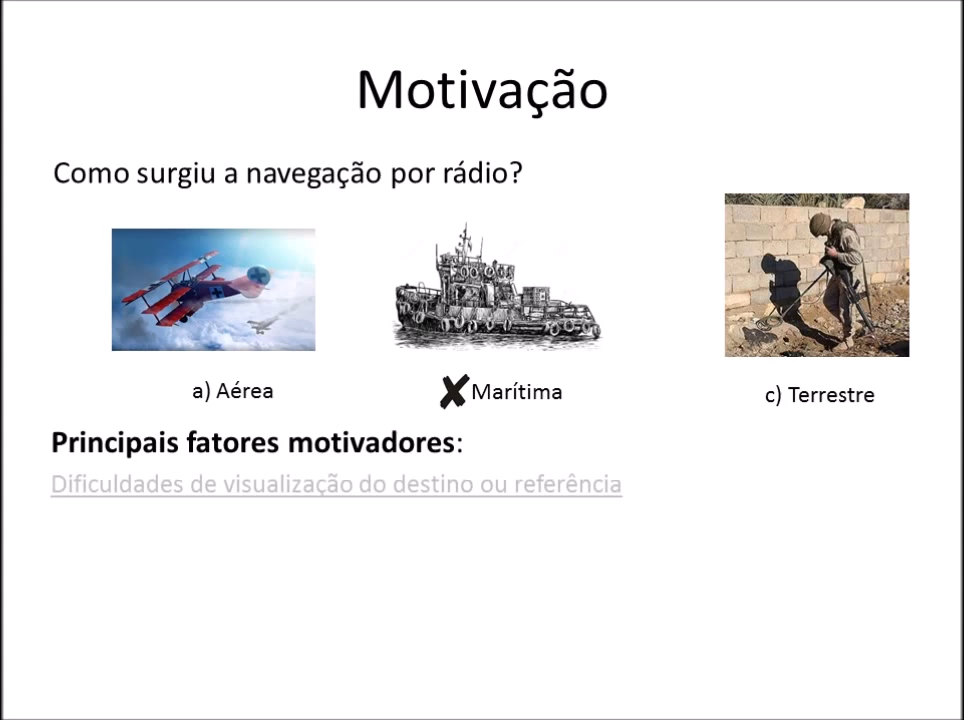 Motivação
Como surgiu a navegação por rádio?
a) Aérea
Marítima
c) Terrestre
Principais fatores motivadores:
Dificuldades de visualização do destino ou referência